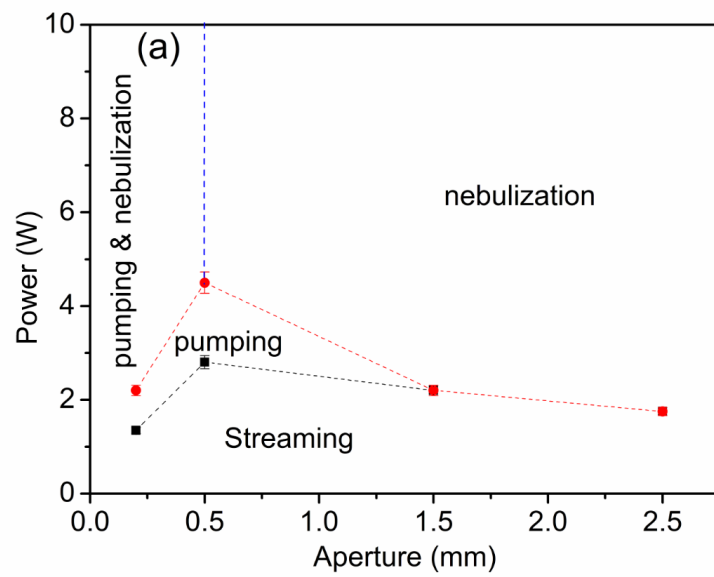 (a)
10
8
6
4
2
0
Power (W)
pumping & nebulization
nebulization
pumping
Streaming
0.0 0.5 1.0 1.5 2.0 2.5
Aperture (mm)